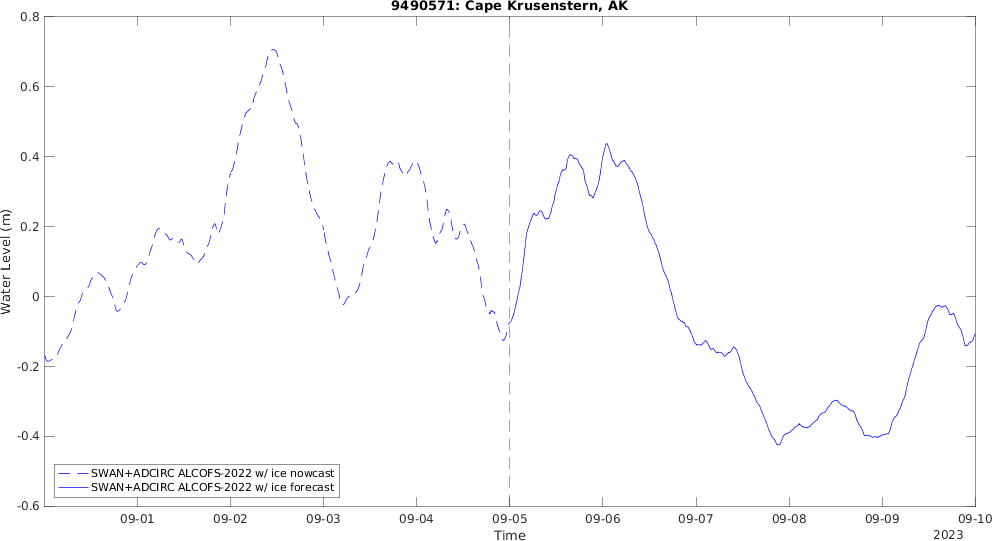 9490571: Cape Krusenstern, AK
0.8
0.6
0.4
0.2
0
-0.2
-0.4
-0.6
Water Level (m)
SWAN+ADCIRC ALCOFS-2022 w/ ice nowcast
SWAN+ADCIRC ALCOFS-2022 w/ ice forecast
09-01 09-02 09-03 09-04 09-05 09-06 09-07 09-08 09-09 09-10
Time
2023